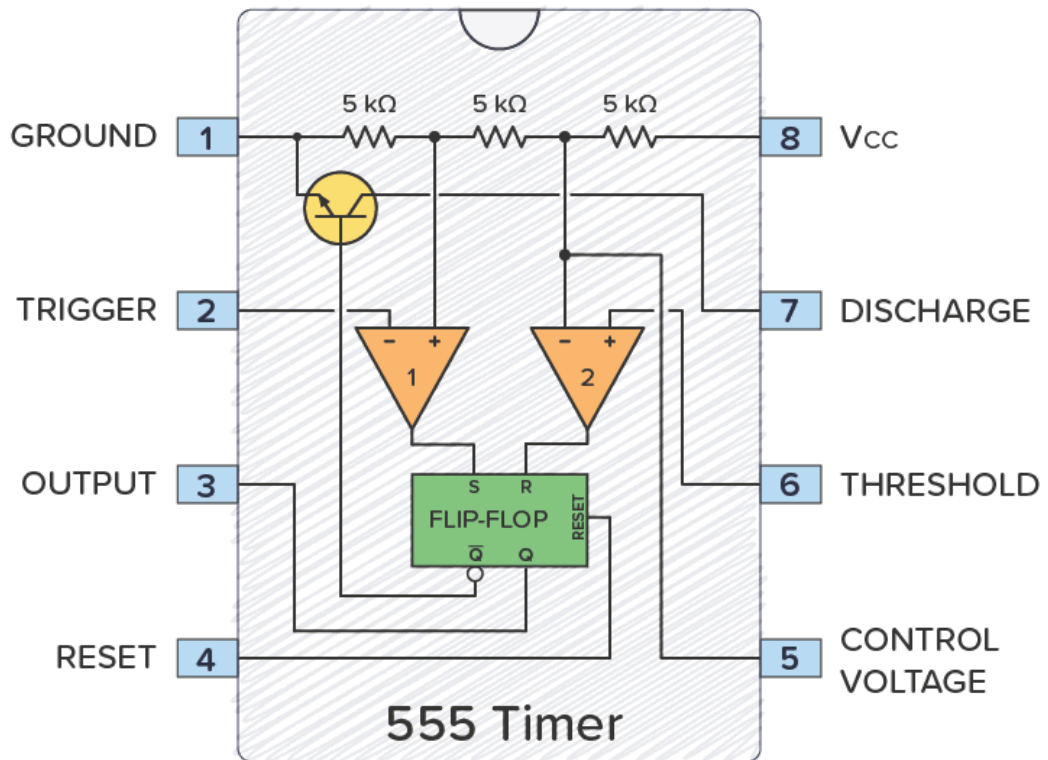 5 kΩ 5 kΩ 5 kΩ
GROUND 1 8 Vcc
TRIGGER 2 7 DISCHARGE
− + − +
1 2
OUTPUT 3 6 THRESHOLD
S R
FLIP-FLOP RESET
Q̅ Q
RESET 4 5 CONTROL
VOLTAGE
555 Timer